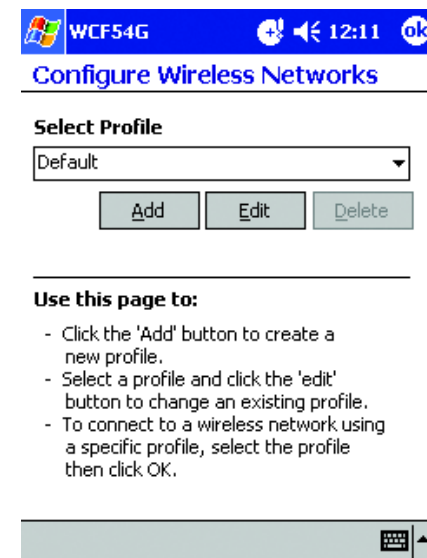 WCF54G 12:11 ok
Configure Wireless Networks
Select Profile
Default
Add Edit Delete
Use this page to:
- Click the 'Add' button to create a
new profile.
- Select a profile and click the 'edit'
button to change an existing profile.
- To connect to a wireless network using
a specific profile, select the profile
then click OK.